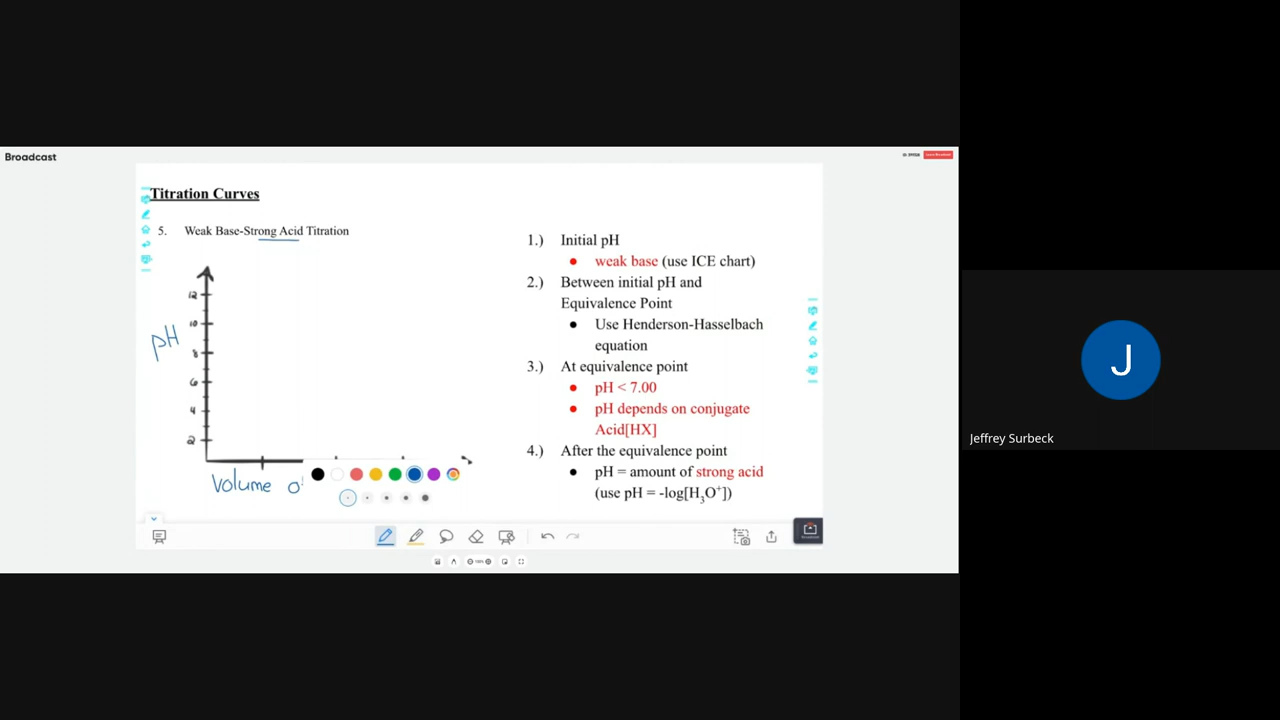 Broadcast
Titration Curves
5. Weak Base-Strong Acid Titration
12
10
8
6
4
2
pH
Volume
1.) Initial pH
• weak base (use ICE chart)
2.) Between initial pH and
Equivalence Point
• Use Henderson-Hasselbach
equation
3.) At equivalence point
• pH < 7.00
• pH depends on conjugate
Acid[HX]
4.) After the equivalence point
• pH = amount of strong acid
(use pH = -log[H₃O⁺])
J
Jeffrey Surbeck